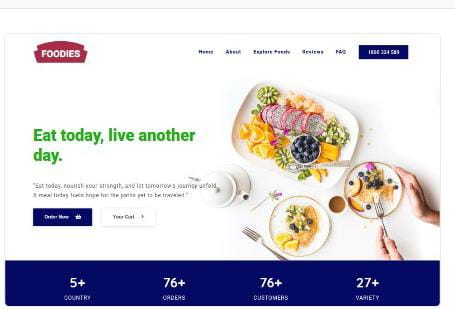 FOODIES
Home About Explore Foods Reviews FAQ 1800 324 589
Eat today, live another
day.
"Eat today, nourish your strength, and let tomorrow's journey unfold.
A meal today fuels hope for the paths yet to be traveled."
Order Now Your Cart
5+ 76+ 76+ 27+
COUNTRY ORDERS CUSTOMERS VARIETY